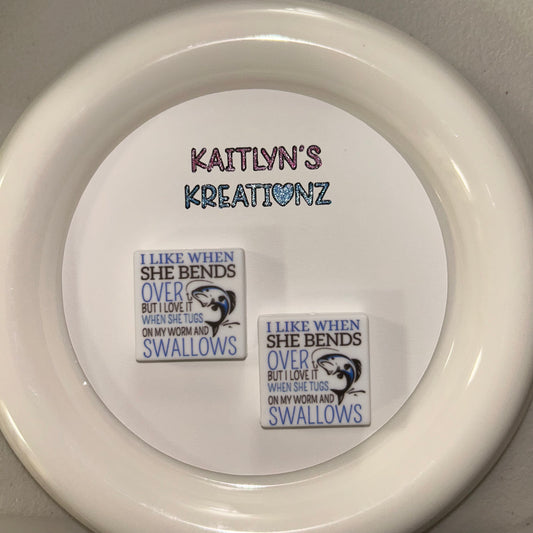 KAITLYN'S
KREATIONZ
I LIKE WHEN
SHE BENDS
OVER
BUT I LOVE IT
WHEN SHE TUGS
ON MY WORM AND
SWALLOWS
I LIKE WHEN
SHE BENDS
OVER
BUT I LOVE IT
WHEN SHE TUGS
ON MY WORM AND
SWALLOWS